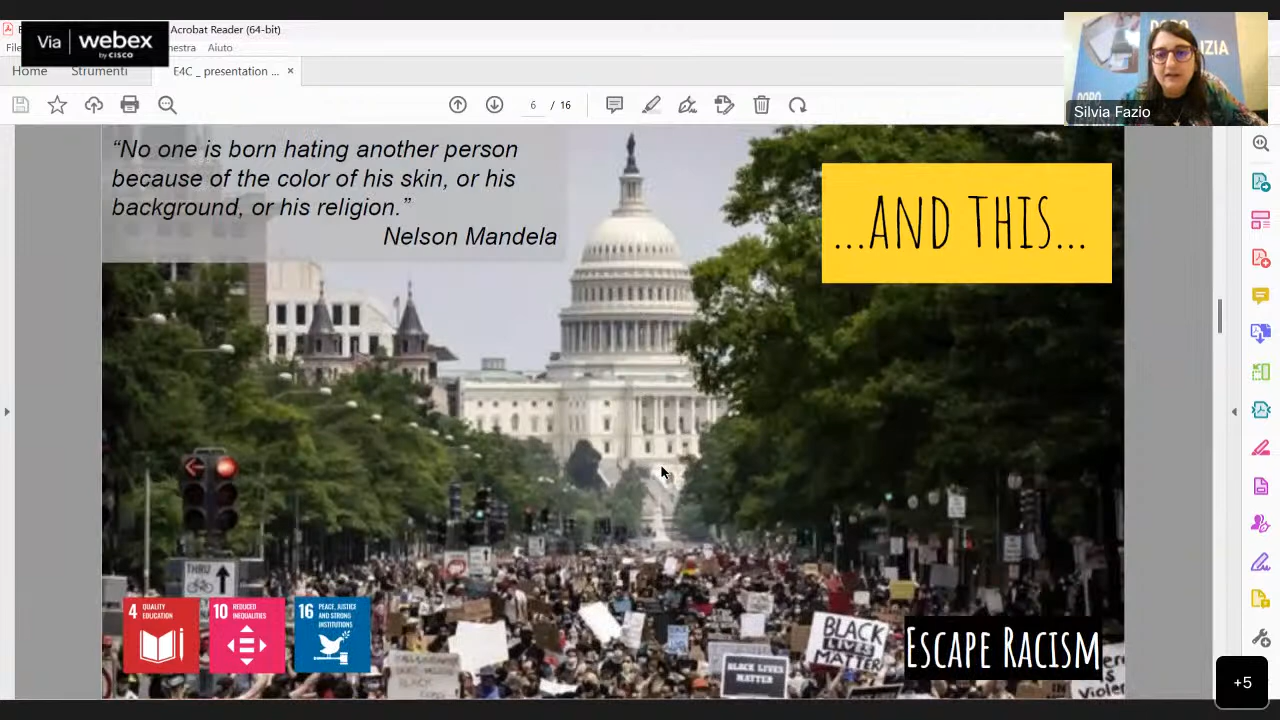 Via webex
by CISCO
Acrobat Reader (64-bit)
Aiuto
Home
Strumenti
E4C _ presentation ...
6 / 16
Silvia Fazio
“No one is born hating another person
because of the color of his skin, or his
background, or his religion.”
Nelson Mandela
...AND THIS...
THRU
4 QUALITY
EDUCATION
10 REDUCED
INEQUALITIES
16 PEACE, JUSTICE
AND STRONG
INSTITUTIONS
BLACK
LIVES
MATTER
BLACK LIVES
MATTER
ESCAPE RACISM
+5